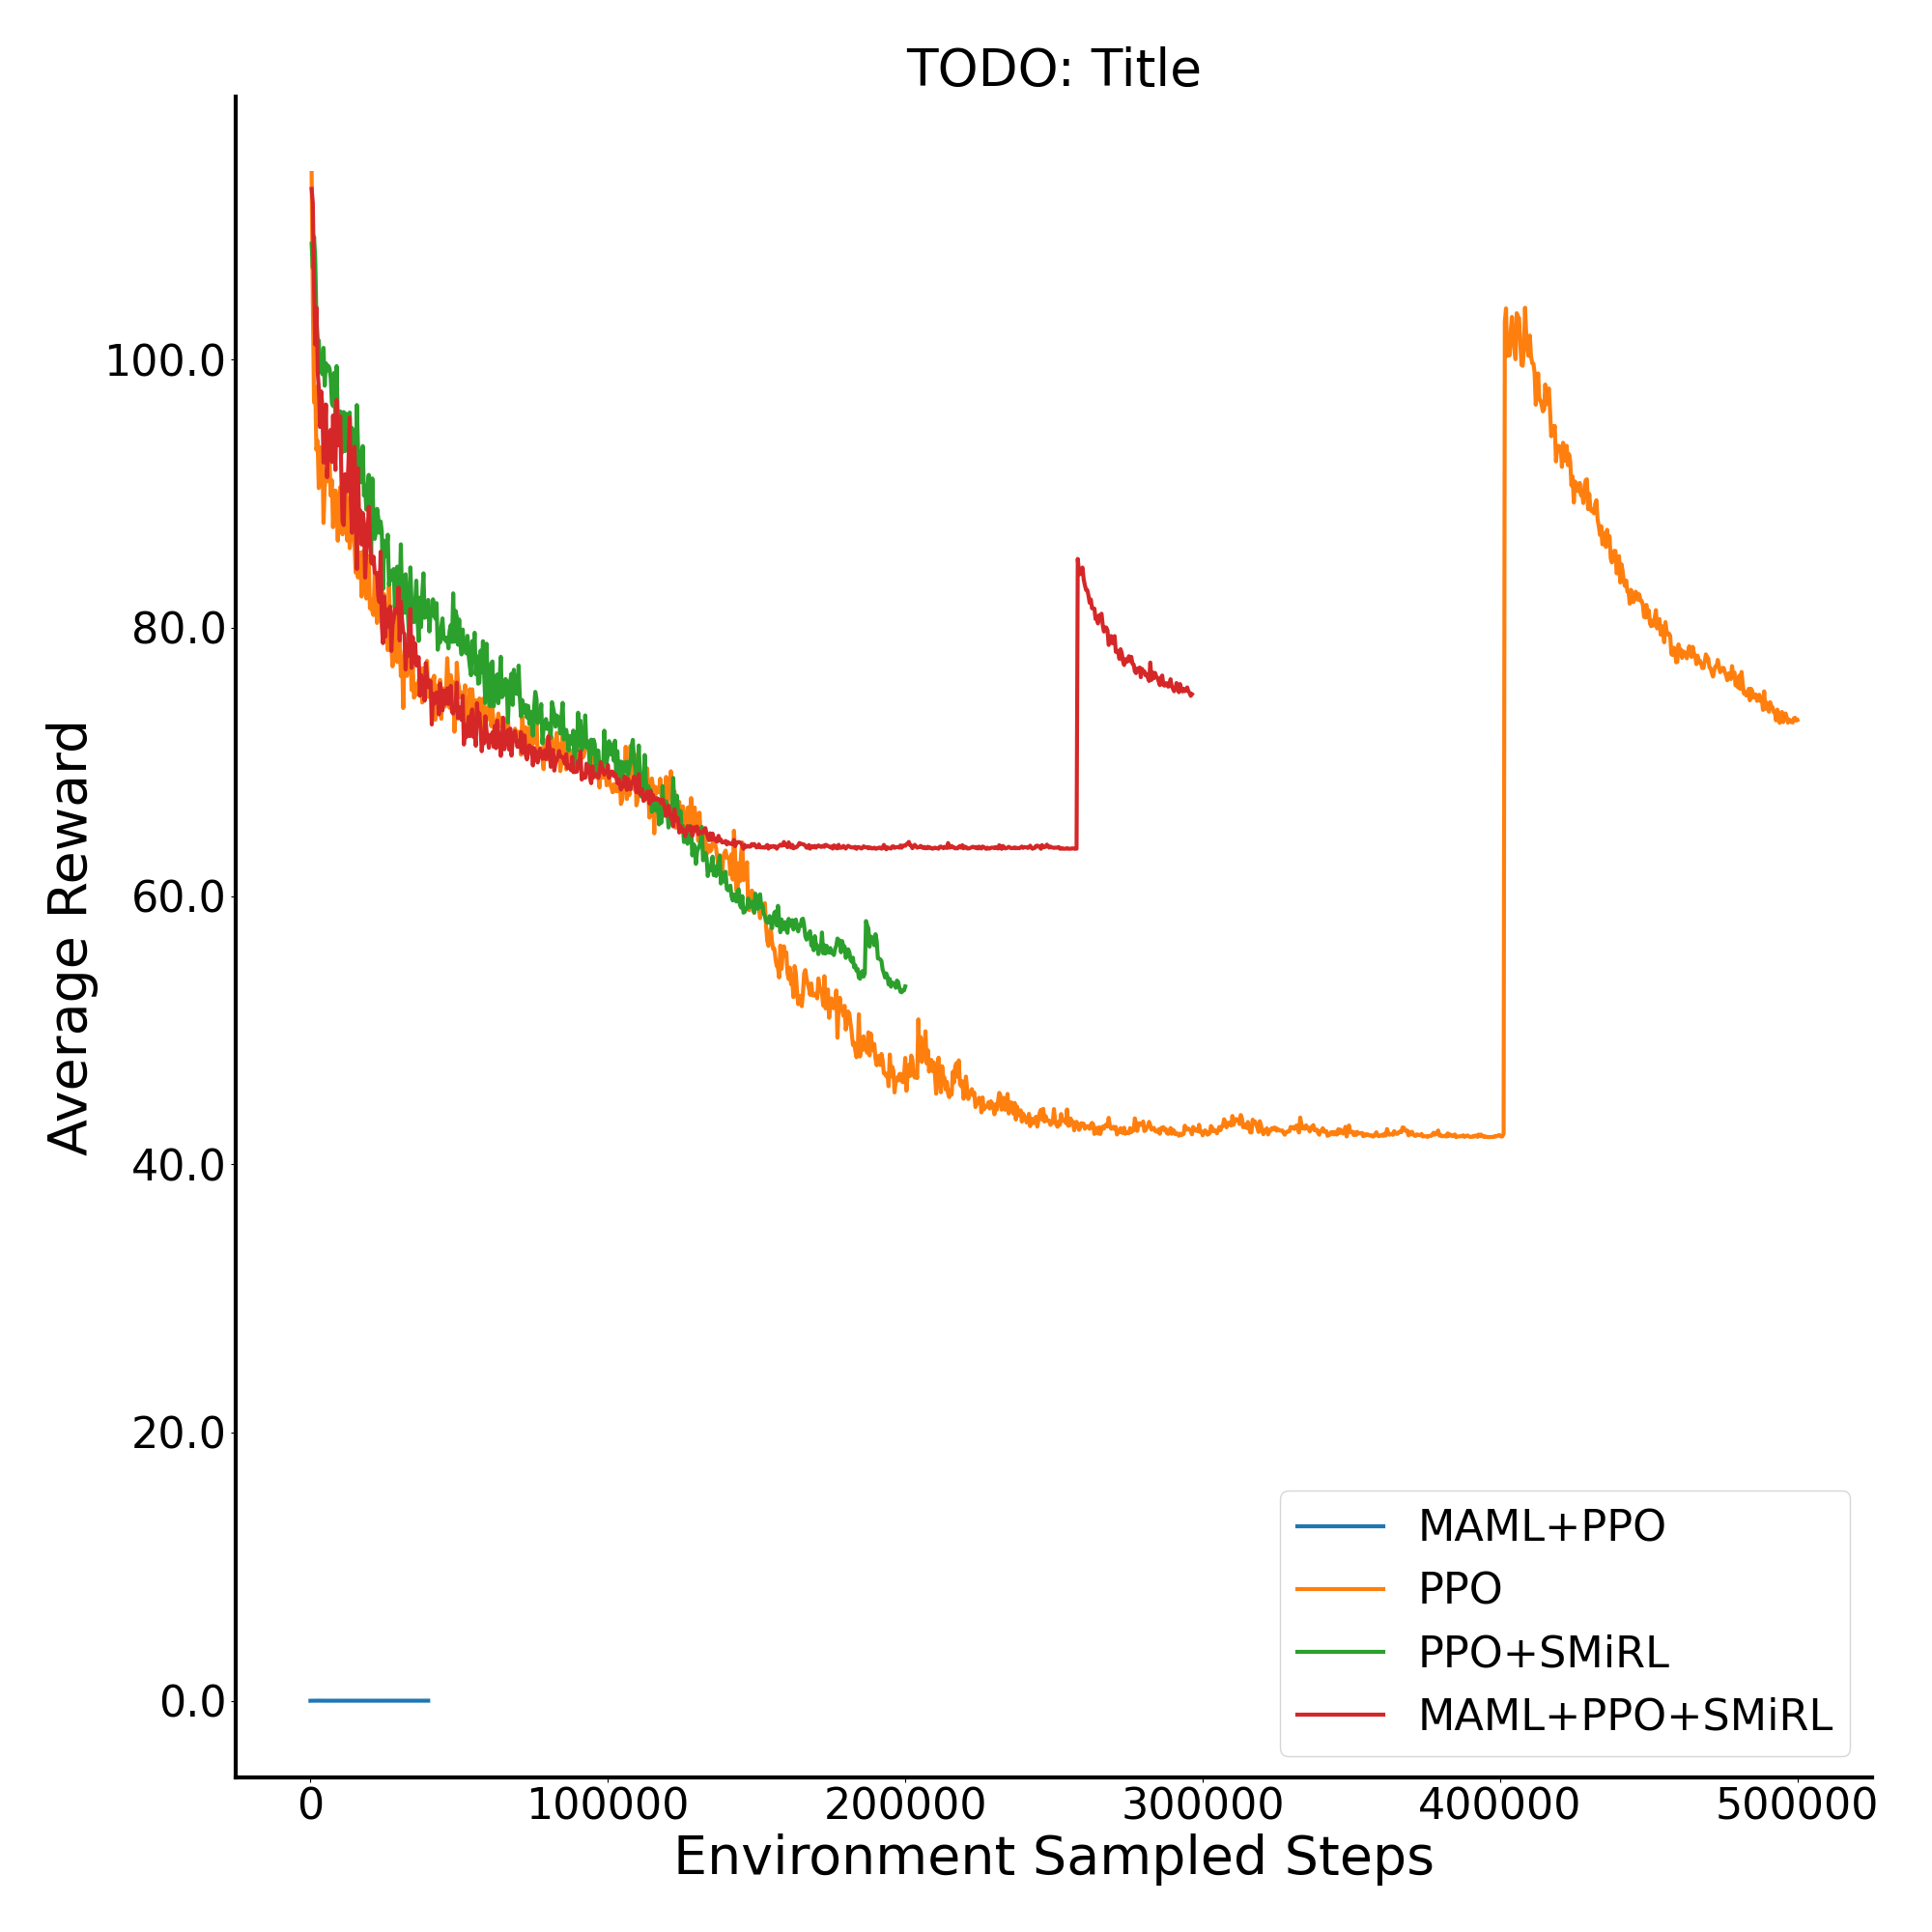 TODO: Title
Average Reward
100.0
80.0
60.0
40.0
20.0
0.0
0 100000 200000 300000 400000 500000
Environment Sampled Steps
MAML+PPO
PPO
PPO+SMiRL
MAML+PPO+SMiRL